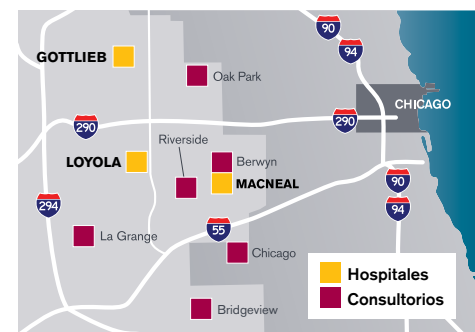 90
94
GOTTLIEB
Oak Park
CHICAGO
290
290
Riverside
LOYOLA
Berwyn
MACNEAL
90
94
294
55
La Grange
Chicago
Bridgeview
Hospitales
Consultorios